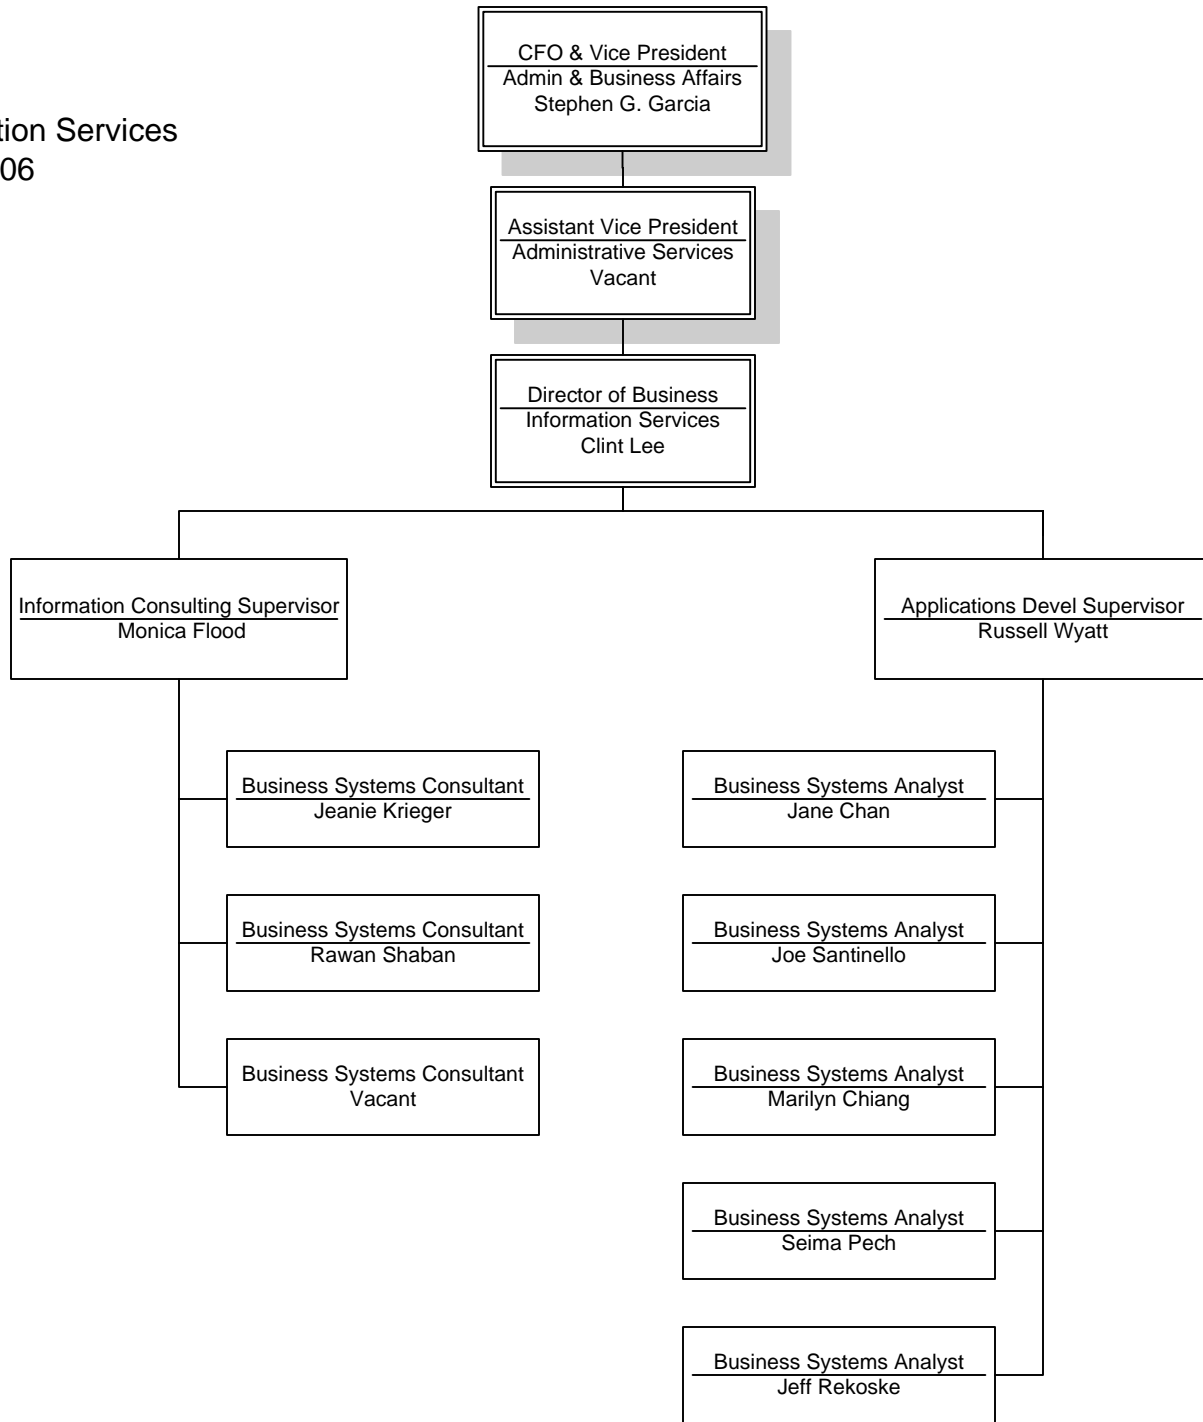 tion Services
06
CFO & Vice President
Admin & Business Affairs
Stephen G. Garcia
Assistant Vice President
Administrative Services
Vacant
Director of Business
Information Services
Clint Lee
Information Consulting Supervisor
Monica Flood
Applications Devel Supervisor
Russell Wyatt
Business Systems Consultant
Jeanie Krieger
Business Systems Consultant
Rawan Shaban
Business Systems Consultant
Vacant
Business Systems Analyst
Jane Chan
Business Systems Analyst
Joe Santinello
Business Systems Analyst
Marilyn Chiang
Business Systems Analyst
Seima Pech
Business Systems Analyst
Jeff Rekoske